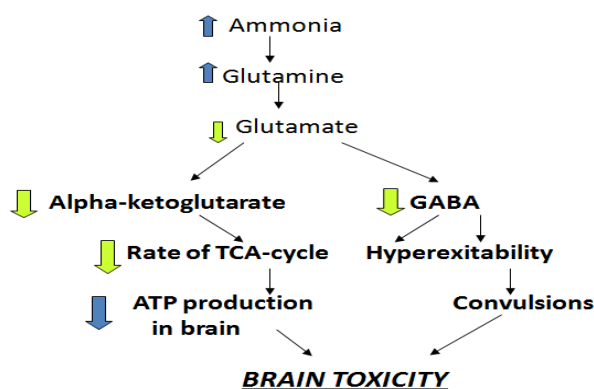 Ammonia
Glutamine
Glutamate
Alpha-ketoglutarate
GABA
Rate of TCA-cycle
Hyperexitability
ATP production
in brain
Convulsions
BRAIN TOXICITY